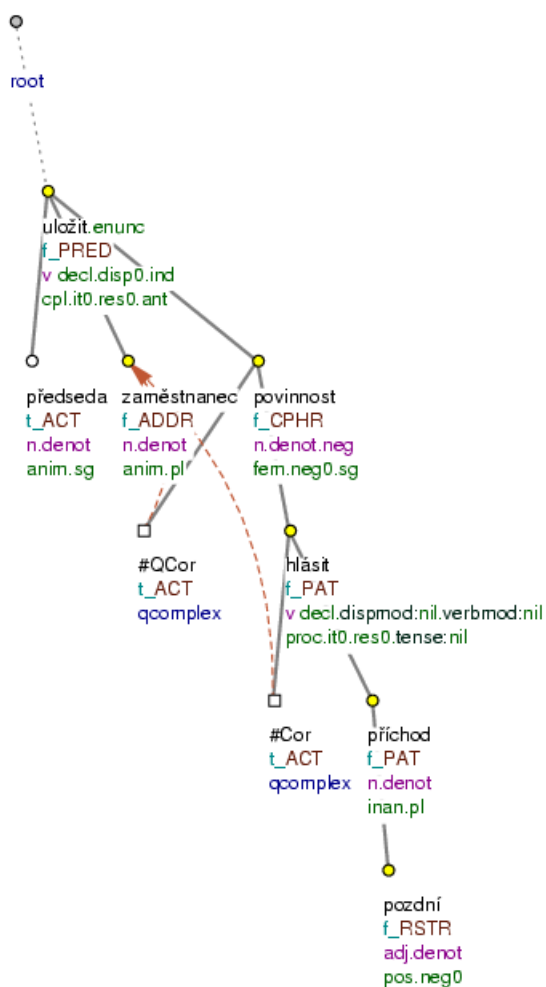 root
uložit.enunc
f_PRED
v decl.disp0.ind
cpl.it0.res0.ant
předseda
t_ACT
n.denot
anim.sg
zaměstnanec
f_ADDR
n.denot
anim.pl
povinnost
f_CPHR
n.denot.neg
fem.neg0.sg
#QCor
t_ACT
qcomplex
hlásit
f_PAT
v decl.dispmod:nil.verbmod:nil
proc.it0.res0.tense:nil
#Cor
t_ACT
qcomplex
příchod
f_PAT
n.denot
inan.pl
pozdní
f_RSTR
adj.denot
pos.neg0